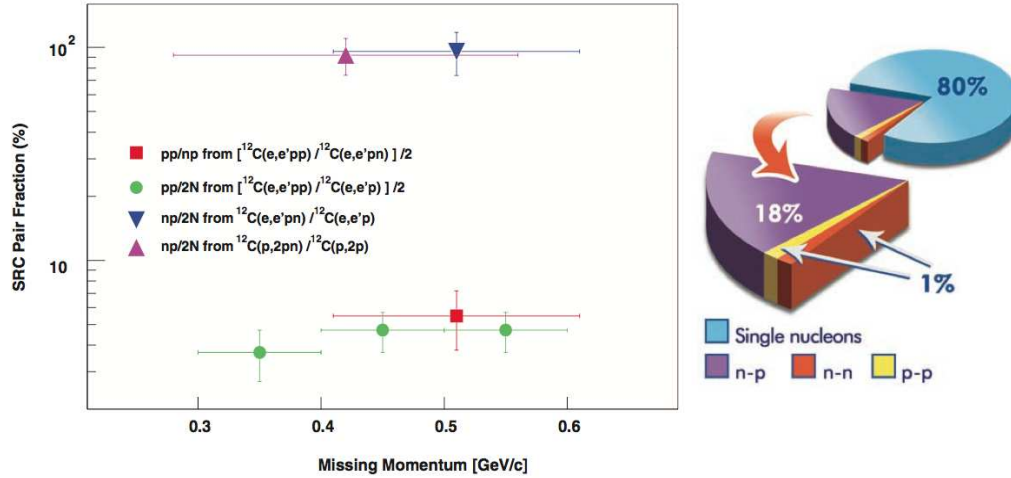 SRC Pair Fraction (%)
10²
10
pp/np from [¹²C(e,e'pp) /¹²C(e,e'pn) ] /2
pp/2N from [¹²C(e,e'pp) /¹²C(e,e'p) ] /2
np/2N from ¹²C(e,e'pn) /¹²C(e,e'p)
np/2N from ¹²C(p,2pn) /¹²C(p,2p)
0.3 0.4 0.5 0.6
Missing Momentum [GeV/c]
80%
18%
1%
Single nucleons
n-p n-n p-p